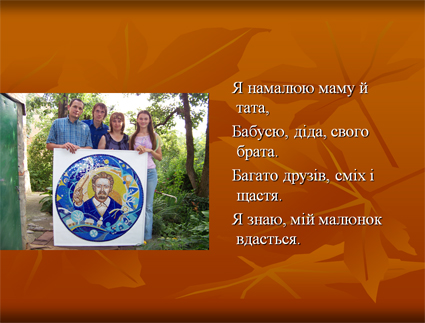 Я намалюю маму й
тата,
Бабусю, діда, свого
брата.
Багато друзів, сміх і
щастя.
Я знаю, мій малюнок
вдасться.